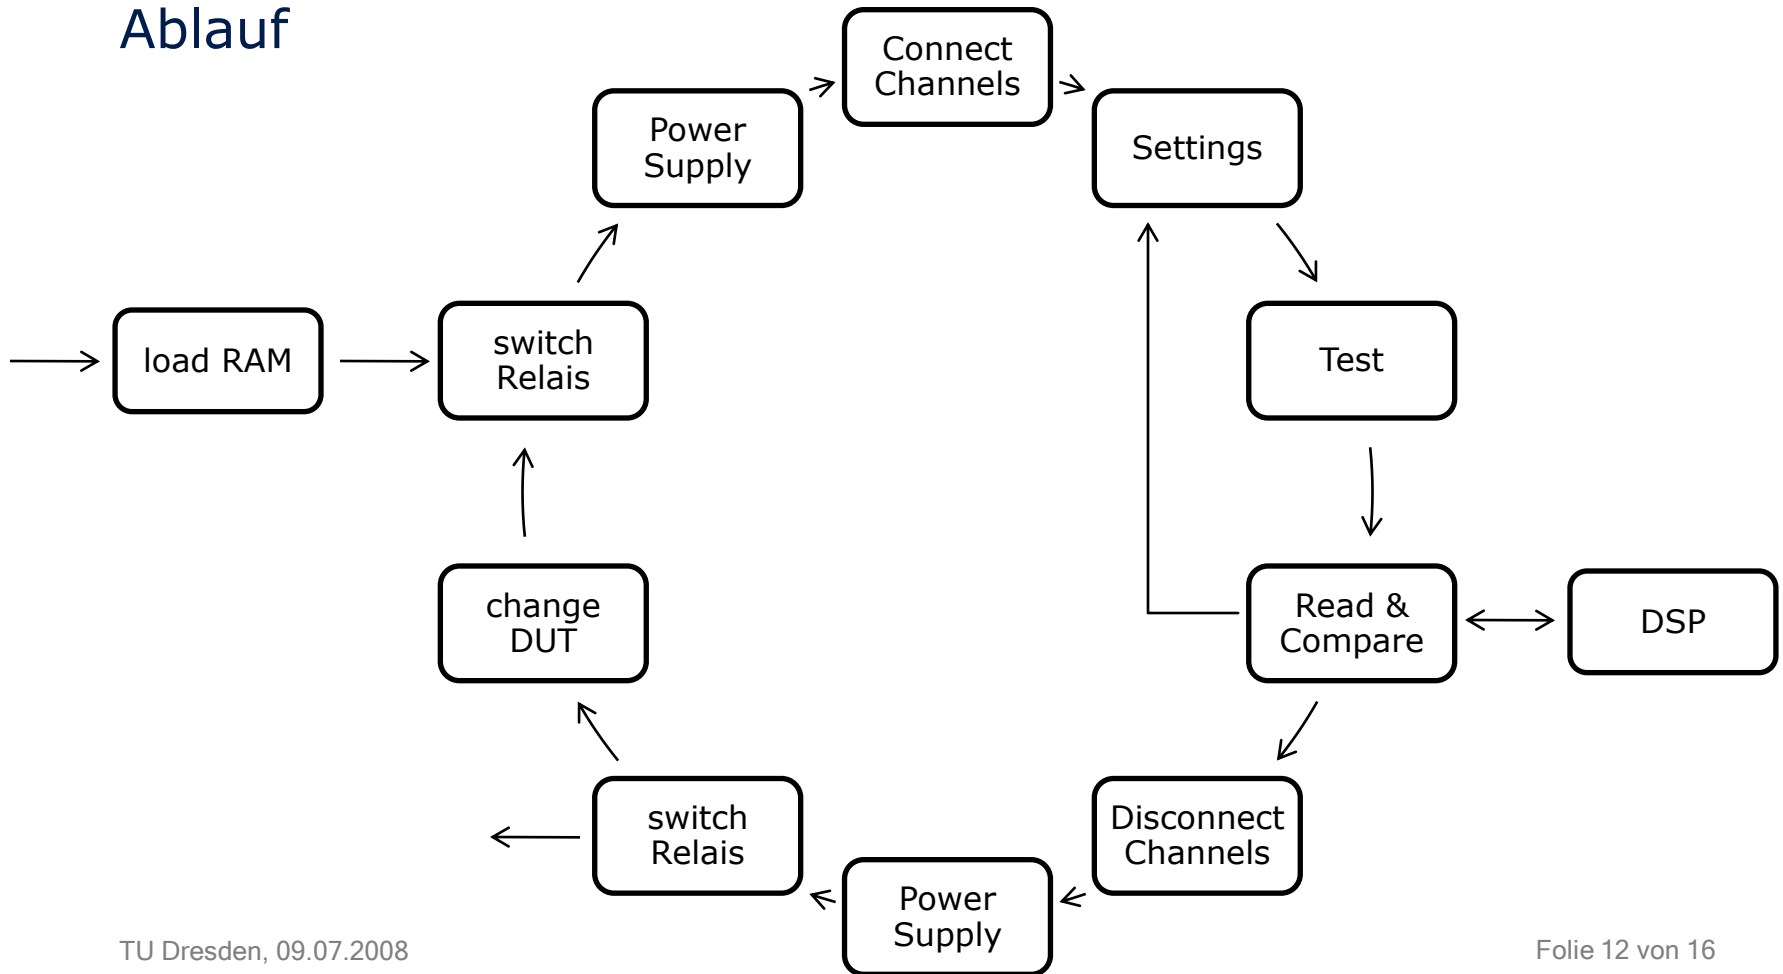 Ablauf
Connect
Channels
Power
Supply
Settings
load RAM
switch
Relais
Test
change
DUT
Read &
Compare
DSP
switch
Relais
Disconnect
Channels
Power
Supply
TU Dresden, 09.07.2008
Folie 12 von 16